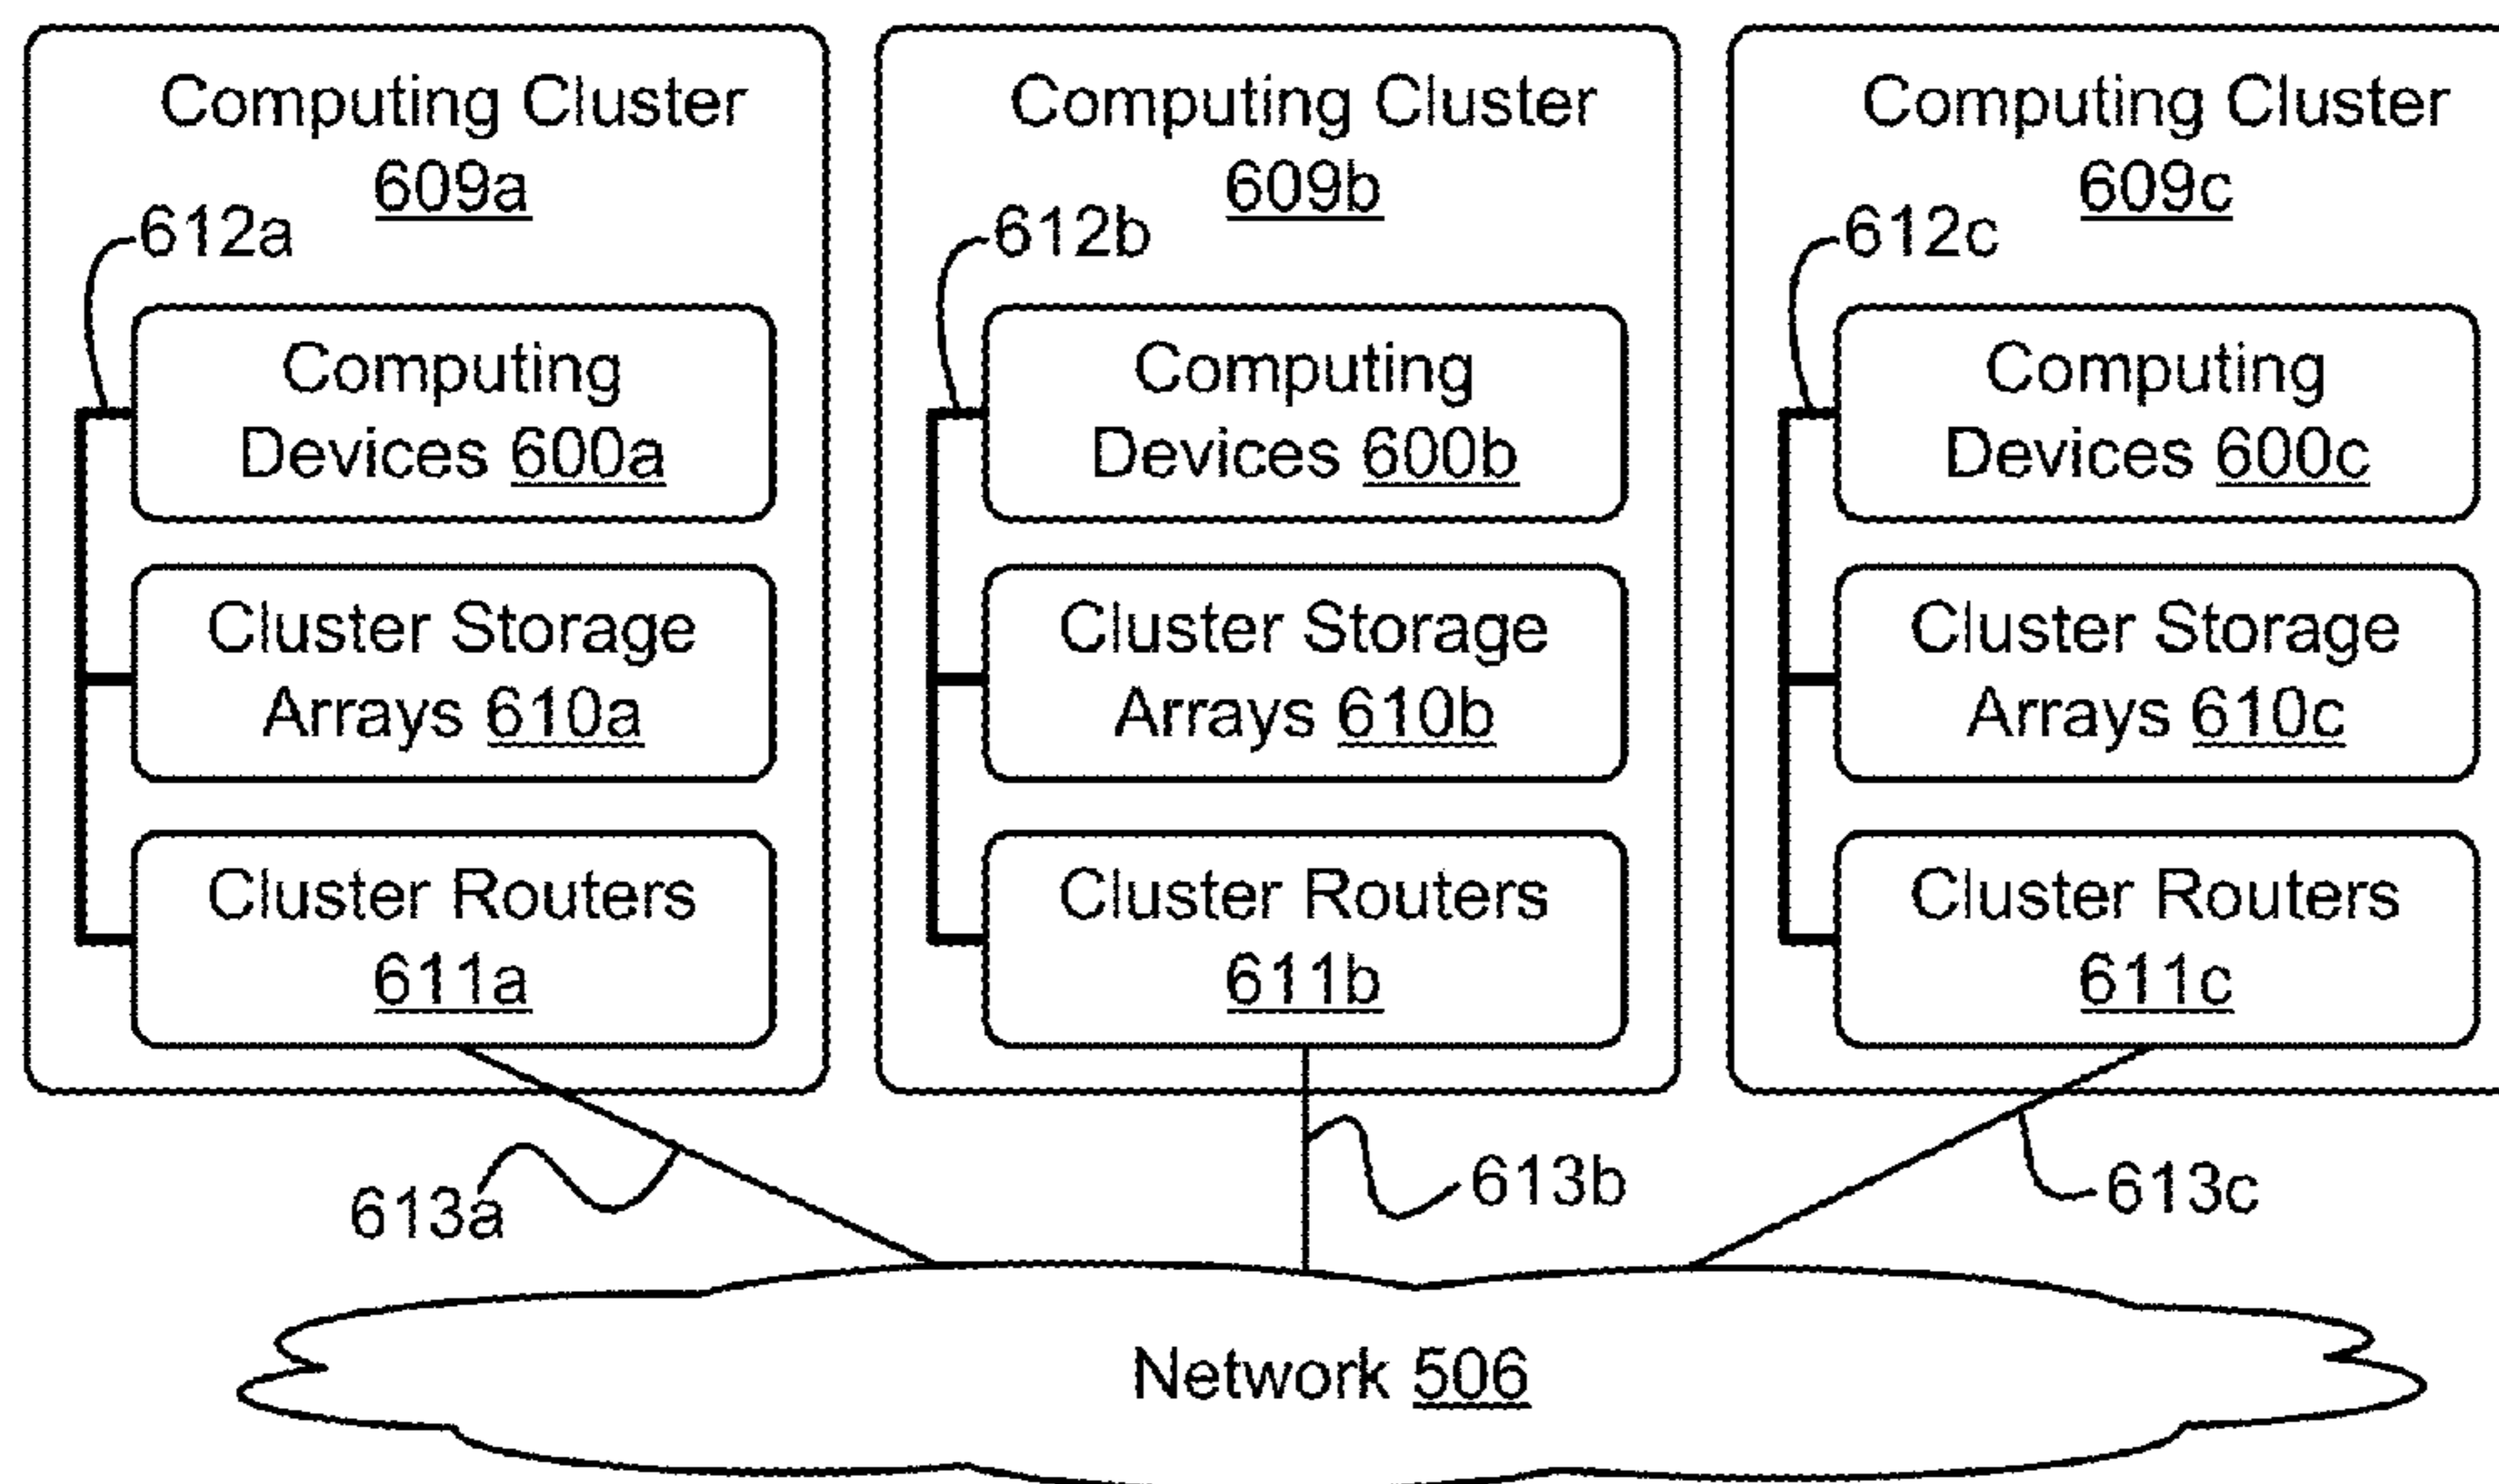 Computing Cluster
609a
612a
Computing
Devices 600a
Cluster Storage
Arrays 610a
Cluster Routers
611a
Computing Cluster
609b
612b
Computing
Devices 600b
Cluster Storage
Arrays 610b
Cluster Routers
611b
Computing Cluster
609c
612c
Computing
Devices 600c
Cluster Storage
Arrays 610c
Cluster Routers
611c
613a
613b
613c
Network 506